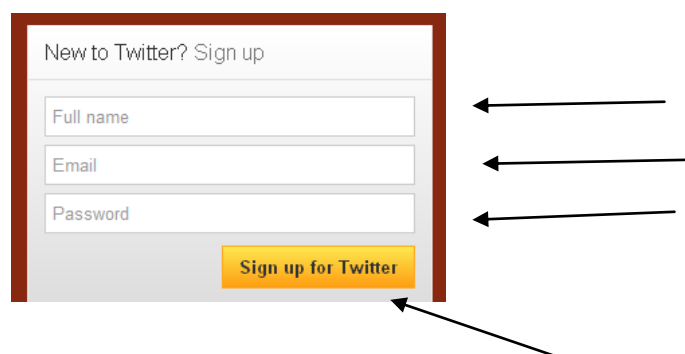 New to Twitter? Sign up
Full name
Email
Password
Sign up for Twitter